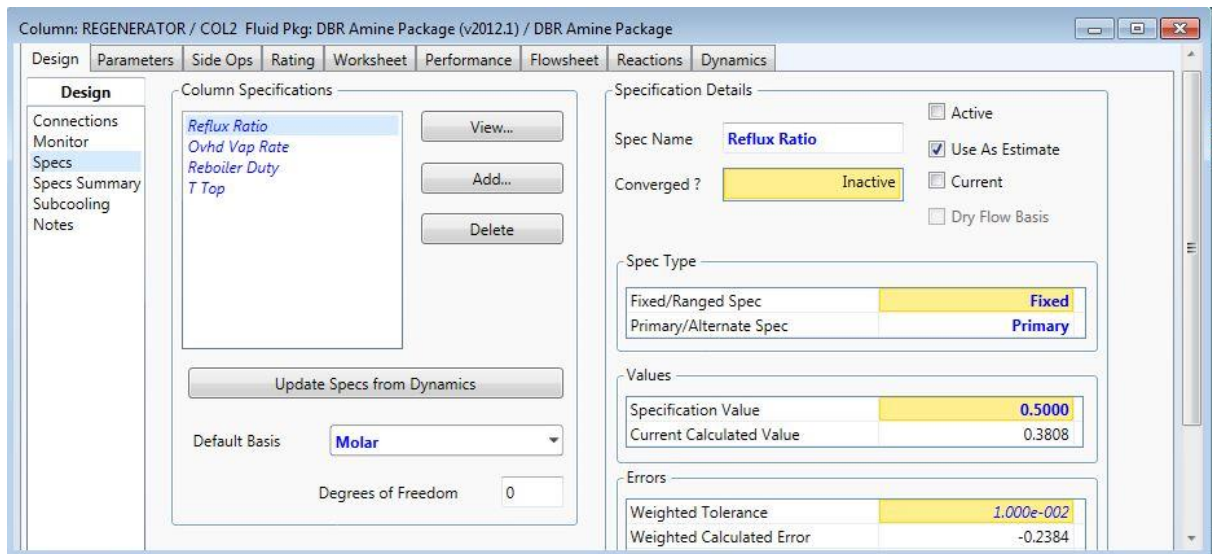 Column: REGENERATOR / COL2 Fluid Pkg: DBR Amine Package (v2012.1) / DBR Amine Package
Design Parameters Side Ops Rating Worksheet Performance Flowsheet Reactions Dynamics
Design
Connections
Monitor
Specs
Specs Summary
Subcooling
Notes
Column Specifications
Reflux Ratio
Ovhd Vap Rate
Reboiler Duty
T Top
View...
Add...
Delete
Update Specs from Dynamics
Default Basis Molar
Degrees of Freedom 0
Specification Details
Spec Name Reflux Ratio
Converged ? Inactive
Active
Use As Estimate
Current
Dry Flow Basis
Spec Type
Fixed/Ranged Spec Fixed
Primary/Alternate Spec Primary
Values
Specification Value 0.5000
Current Calculated Value 0.3808
Errors
Weighted Tolerance 1.000e-002
Weighted Calculated Error -0.2384